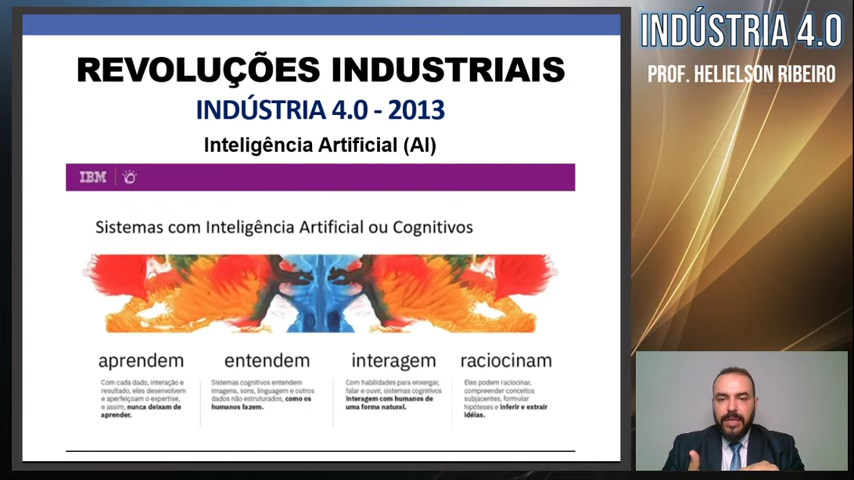 REVOLUÇÕES INDUSTRIAIS
INDÚSTRIA 4.0 - 2013
Inteligência Artificial (AI)
IBM
Sistemas com Inteligência Artificial ou Cognitivos
aprendem
Com cada dado, interação e
resultado, eles desenvolvem
e aperfeiçoam o expertise,
e assim, nunca deixam de
aprender.
entendem
Sistemas cognitivos entendem
imagens, sons, linguagem e outros
dados não estruturados, como os
humanos fazem.
interagem
Com habilidades para enxergar,
falar e ouvir, sistemas cognitivos
interagem com humanos de
uma forma natural.
raciocinam
Eles podem raciocinar,
compreender conceitos
subjacentes, formular
hipóteses e inferir e extrair
idéias.
INDÚSTRIA 4.0
PROF. HELIELSON RIBEIRO